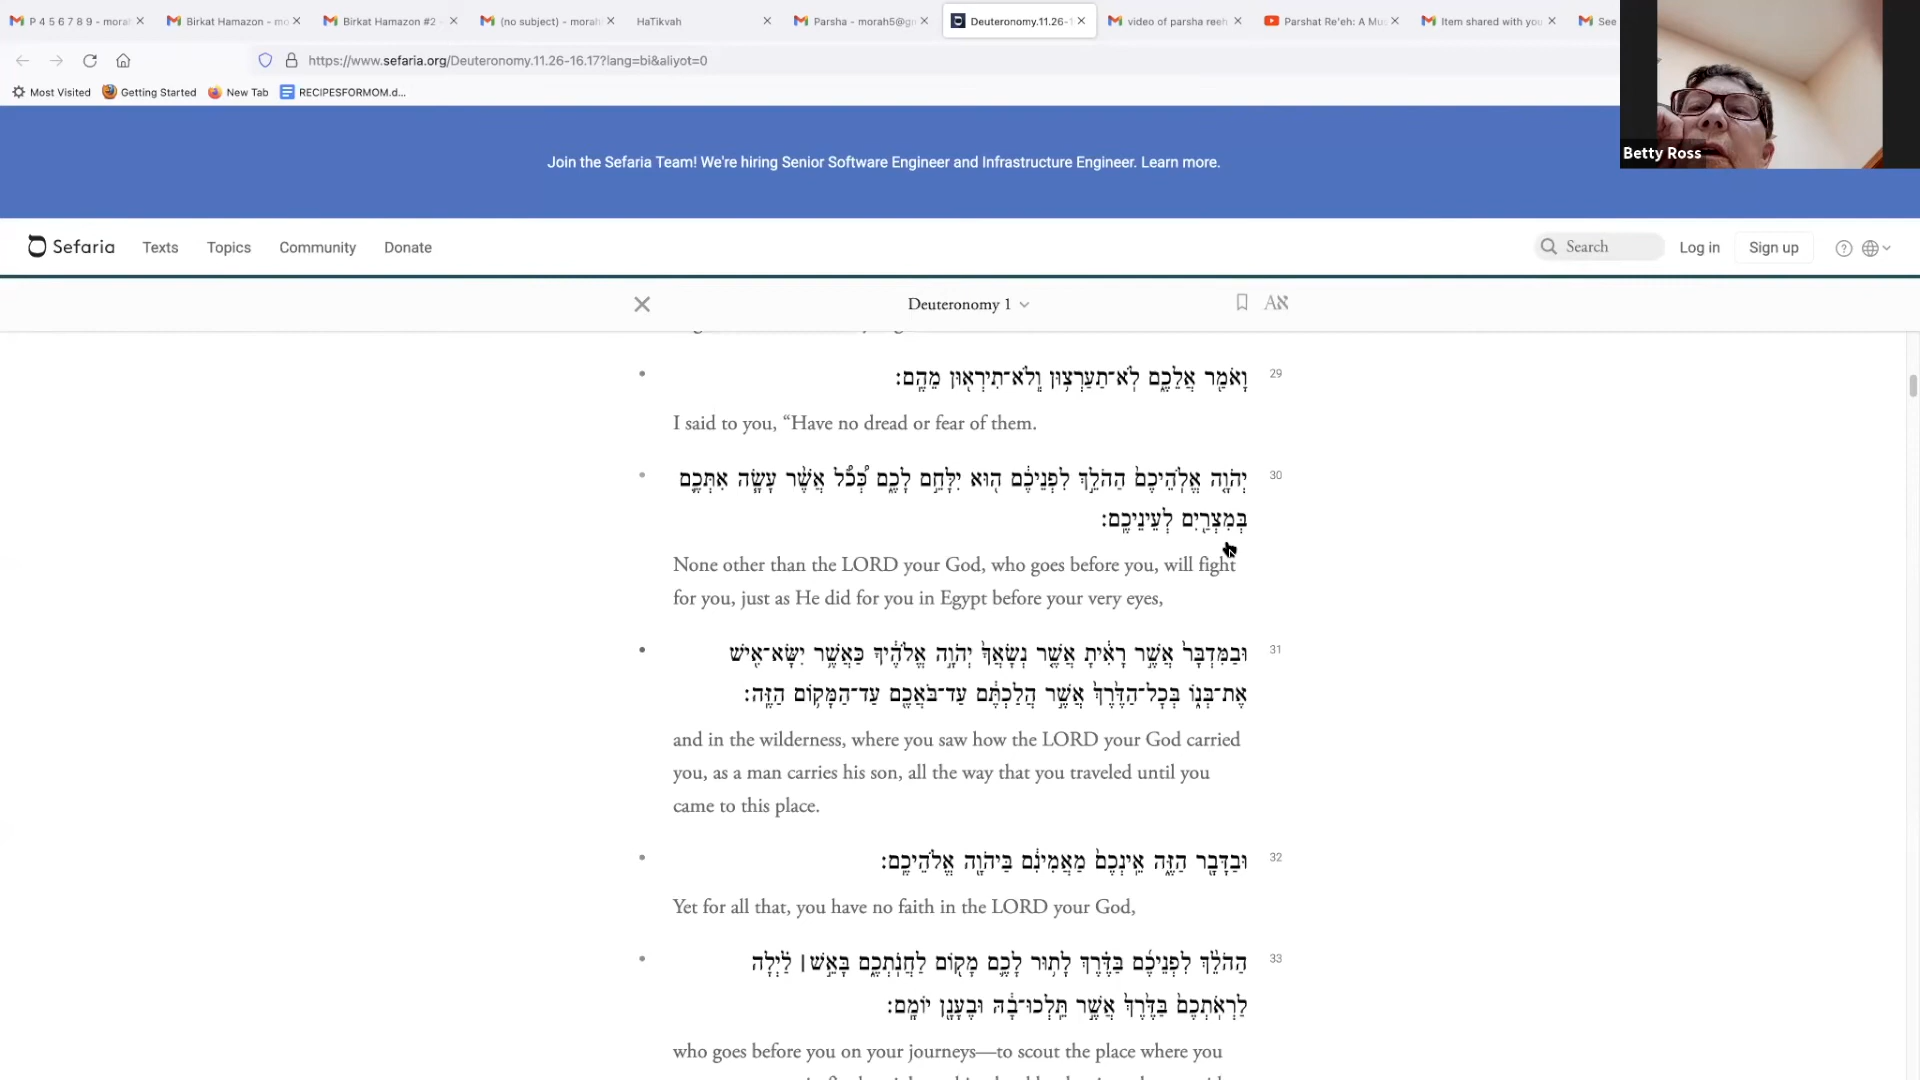 P 4 5 6 7 8 9 - mora
Birkat Hamazon - mo
Birkat Hamazon #2 -
(no subject) - morah
HaTikvah
Parsha - morah5@gm
Deuteronomy.11.26-1
video of parsha reeh
Parshat Re'eh: A Mu
Item shared with you
See
https://www.sefaria.org/Deuteronomy.11.26-16.17?lang=bi&aliyot=0
Most Visited
Getting Started
New Tab
RECIPESFORMOM.d...
Betty Ross
Join the Sefaria Team! We're hiring Senior Software Engineer and Infrastructure Engineer. Learn more.
Sefaria
Texts
Topics
Community
Donate
Search
Log in
Sign up
Deuteronomy 1
Aא
29
וָאֹמַ֖ר אֲלֵכֶ֑ם לֹא־תַֽעַרְצ֥וּן וְֽלֹא־תִירְא֖וּן מֵהֶֽם׃
I said to you, “Have no dread or fear of them.
30
יְהֹוָ֤ה אֱלֹֽהֵיכֶם֙ הַהֹלֵ֣ךְ לִפְנֵיכֶ֔ם ה֖וּא יִלָּחֵ֣ם לָכֶ֑ם כְּ֠כֹ֠ל אֲשֶׁ֨ר עָשָׂ֧ה אִתְּכֶ֛ם
בְּמִצְרַ֖יִם לְעֵינֵיכֶֽם׃
None other than the LORD your God, who goes before you, will fight
for you, just as He did for you in Egypt before your very eyes,
31
וּבַמִּדְבָּר֙ אֲשֶׁ֣ר רָאִ֔יתָ אֲשֶׁ֤ר נְשָׂאֲךָ֙ יְהֹוָ֣ה אֱלֹהֶ֔יךָ כַּאֲשֶׁ֥ר יִשָּׂא־אִ֖ישׁ
אֶת־בְּנ֑וֹ בְּכׇל־הַדֶּ֙רֶךְ֙ אֲשֶׁ֣ר הֲלַכְתֶּ֔ם עַד־בֹּאֲכֶ֖ם עַד־הַמָּק֥וֹם הַזֶּֽה׃
and in the wilderness, where you saw how the LORD your God carried
you, as a man carries his son, all the way that you traveled until you
came to this place.
32
וּבַדָּבָ֖ר הַזֶּ֑ה אֵֽינְכֶם֙ מַאֲמִינִ֔ם בַּיהֹוָ֖ה אֱלֹהֵיכֶֽם׃
Yet for all that, you have no faith in the LORD your God,
33
הַהֹלֵ֨ךְ לִפְנֵיכֶ֜ם בַּדֶּ֗רֶךְ לָת֥וּר לָכֶ֛ם מָק֖וֹם לַחֲנֹֽתְכֶ֑ם בָּאֵ֣שׁ ׀ לַ֗יְלָה
לַרְאֹֽתְכֶם֙ בַּדֶּ֙רֶךְ֙ אֲשֶׁ֣ר תֵּֽלְכוּ־בָ֔הּ וּבֶעָנָ֖ן יוֹמָֽם׃
who goes before you on your journeys—to scout the place where you